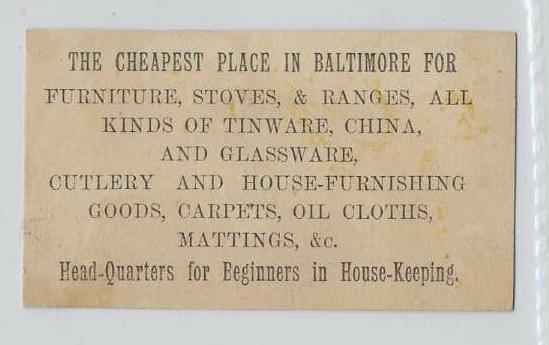 THE CHEAPEST PLACE IN BALTIMORE FOR
FURNITURE, STOVES, & RANGES, ALL
KINDS OF TINWARE, CHINA,
AND GLASSWARE,
CUTLERY AND HOUSE-FURNISHING
GOODS, CARPETS, OIL CLOTHS,
MATTINGS, &c.
Head-Quarters for Beginners in House-Keeping.